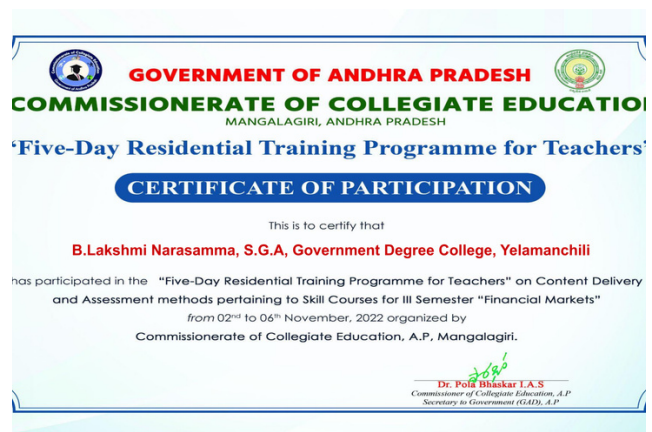 GOVERNMENT OF ANDHRA PRADESH
COMMISSIONERATE OF COLLEGIATE EDUCATIO
MANGALAGIRI, ANDHRA PRADESH
"Five-Day Residential Training Programme for Teachers"
CERTIFICATE OF PARTICIPATION
This is to certify that
B.Lakshmi Narasamma, S.G.A, Government Degree College, Yelamanchili
has participated in the "Five-Day Residential Training Programme for Teachers" on Content Delivery
and Assessment methods pertaining to Skill Courses for III Semester "Financial Markets"
from 02nd to 06th November, 2022 organized by
Commissionerate of Collegiate Education, A.P, Mangalagiri.
Dr. Pola Bhaskar I.A.S
Commissioner of Collegiate Education, A.P
Secretary to Government (GAD), A.P